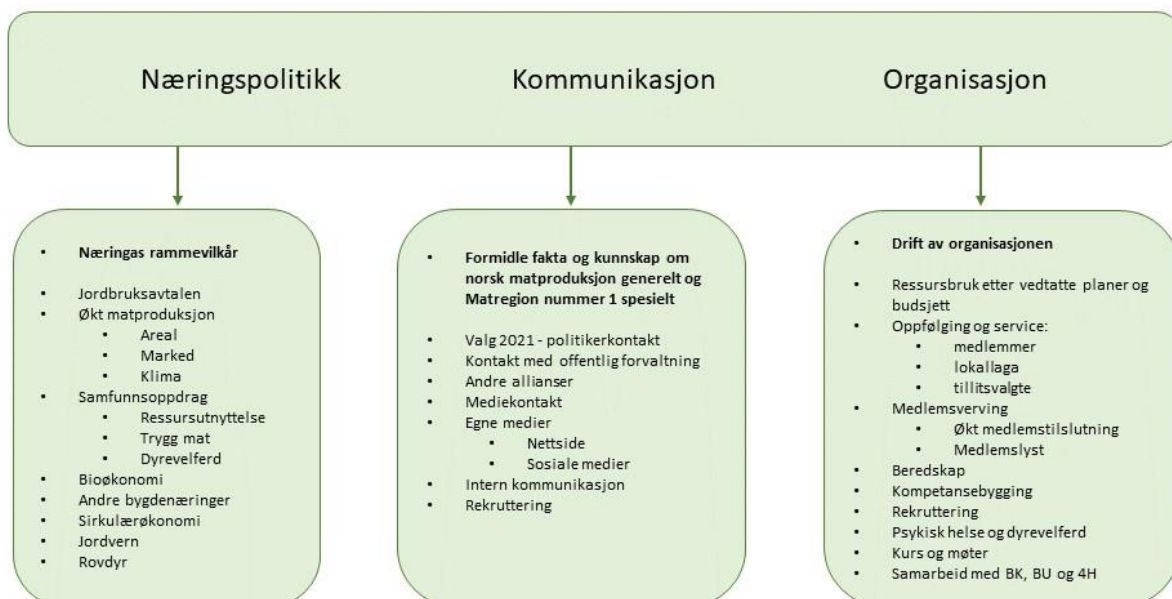 Næringspolitikk
Kommunikasjon
Organisasjon
• Næringas rammevilkår
• Jordbruksavtalen
• Økt matproduksjon
• Areal
• Marked
• Klima
• Samfunnsoppdrag
• Ressursutnyttelse
• Trygg mat
• Dyrevelferd
• Bioøkonomi
• Andre bygdenæringer
• Sirkulærøkonomi
• Jordvern
• Rovdyr
• Formidle fakta og kunnskap om
norsk matproduksjon generelt og
Matregion nummer 1 spesielt
• Valg 2021 - politikerkontakt
• Kontakt med offentlig forvaltning
• Andre allianser
• Mediekontakt
• Egne medier
• Nettside
• Sosiale medier
• Intern kommunikasjon
• Rekruttering
• Drift av organisasjonen
• Ressursbruk etter vedtatte planer og
budsjett
• Oppfølging og service:
• medlemmer
• lokallaga
• tillitsvalgte
• Medlemsverving
• Økt medlemstilslutning
• Medlemslyst
• Beredskap
• Kompetansebygging
• Rekruttering
• Psykisk helse og dyrevelferd
• Kurs og møter
• Samarbeid med BK, BU og 4H